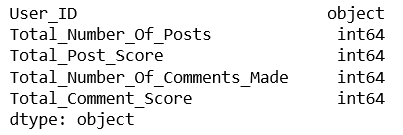 User_ID object
Total_Number_Of_Posts int64
Total_Post_Score int64
Total_Number_Of_Comments_Made int64
Total_Comment_Score int64
dtype: object